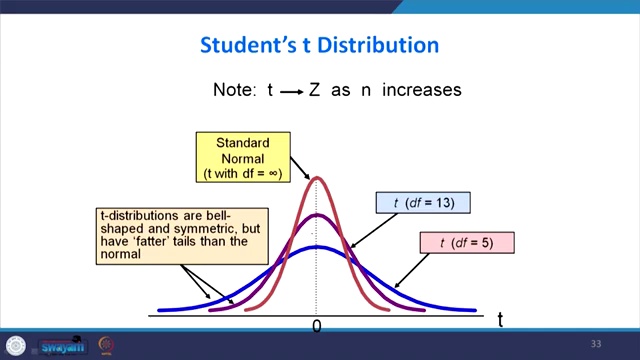 Student's t Distribution
Note: t → Z as n increases
Standard
Normal
(t with df = ∞)
t (df = 13)
t-distributions are bell-
shaped and symmetric, but
have 'fatter' tails than the
normal
t (df = 5)
0
t
swayam
33